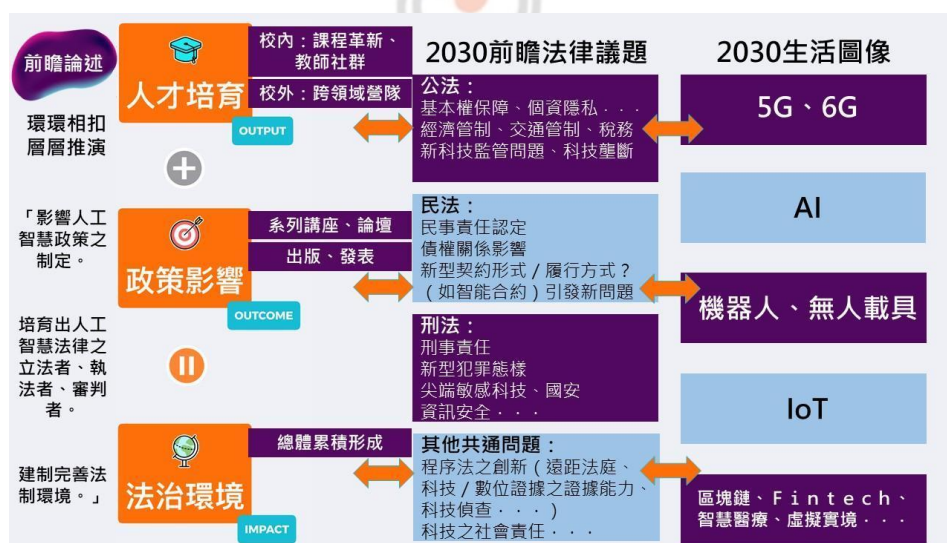 前瞻論述
環環相扣
層層推演
「影響人工
智慧政策之
制定。
培育出人工
智慧法律之
立法者、執
法者、審判
者。
建制完善法
制環境。」
人才培育
OUTPUT
校內：課程革新、
教師社群
校外：跨領域營隊
政策影響
OUTCOME
系列講座、論壇
出版、發表
法治環境
IMPACT
總體累積形成
2030前瞻法律議題
公法：
基本權保障、個資隱私．．．
經濟管制、交通管制、稅務
新科技監管問題、科技壟斷
民法：
民事責任認定
債權關係影響
新型契約形式／履行方式？
（如智能合約）引發新問題
刑法：
刑事責任
新型犯罪態樣
尖端敏感科技、國安
資訊安全．．．
其他共通問題：
程序法之創新（遠距法庭、
科技／數位證據之證據能力、
科技偵查．．．）
科技之社會責任．．．
2030生活圖像
5G、6G
AI
機器人、無人載具
IoT
區塊鏈、Fintech、
智慧醫療、虛擬實境．．．